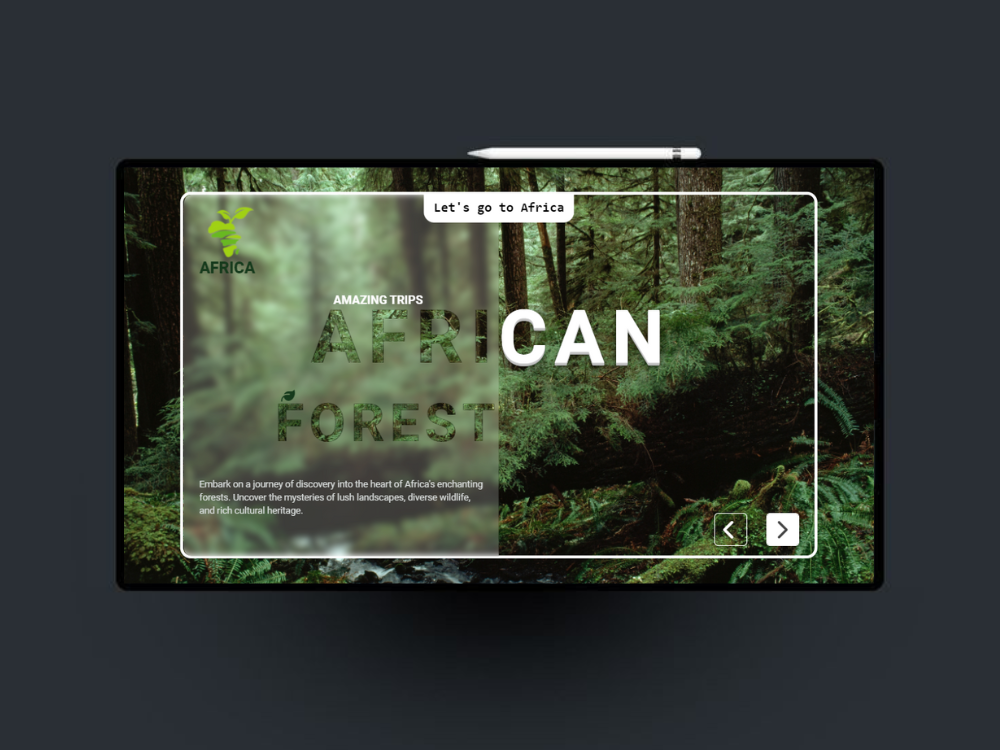 Let's go to Africa
AFRICA
AMAZING TRIPS
AFRICAN
FOREST
Embark on a journey of discovery into the heart of Africa's enchanting
forests. Uncover the mysteries of lush landscapes, diverse wildlife,
and rich cultural heritage.